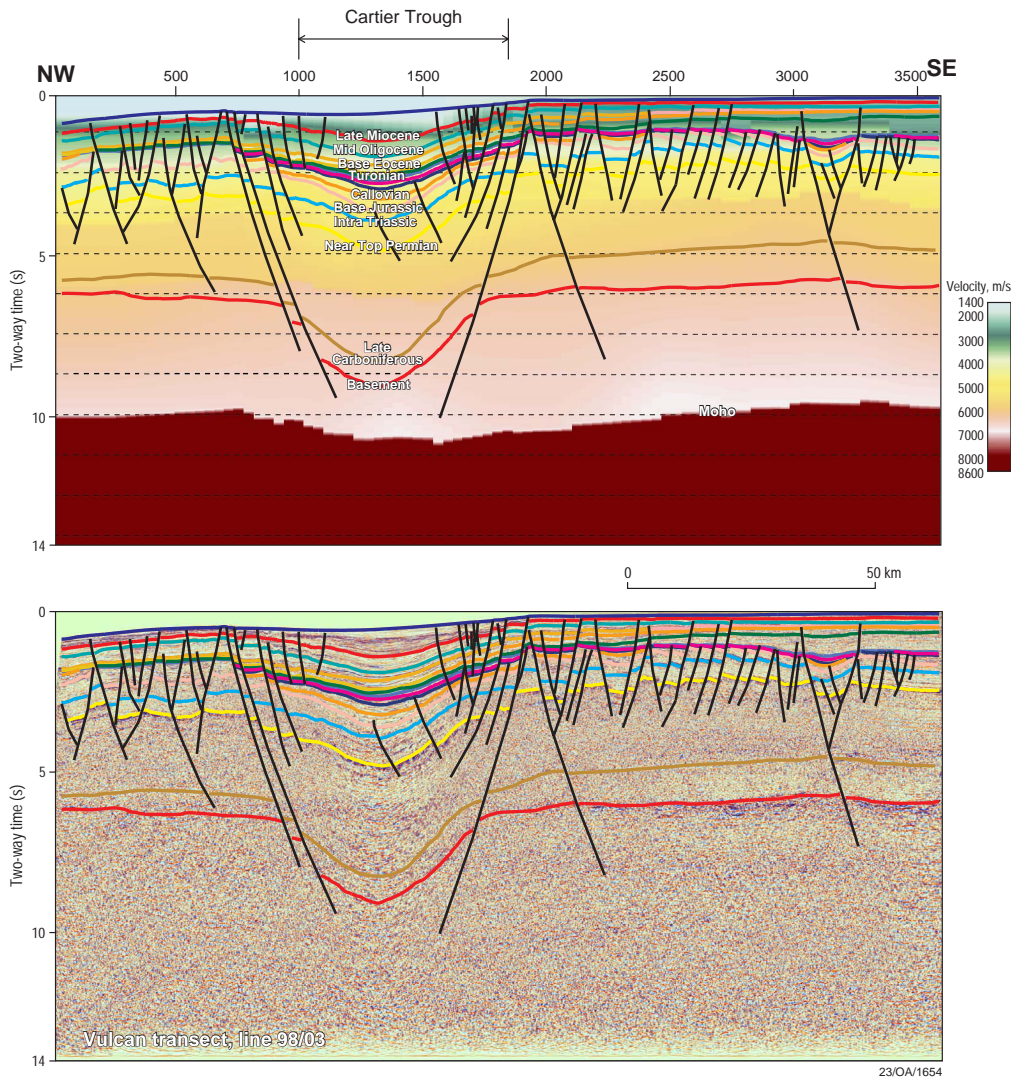 Cartier Trough
NW
500
1000
1500
2000
2500
3000
3500
SE
0
5
10
14
Two-way time (s)
Late Miocene
Mid Oligocene
Base Eocene
Turonian
Callovian
Base Jurassic
Intra Triassic
Near Top Permian
Late
Carboniferous
Basement
Moho
Velocity, m/s
1400
2000
3000
4000
5000
6000
7000
8000
8600
0
50 km
0
5
10
14
Two-way time (s)
Vulcan transect, line 98/03
23/OA/1654